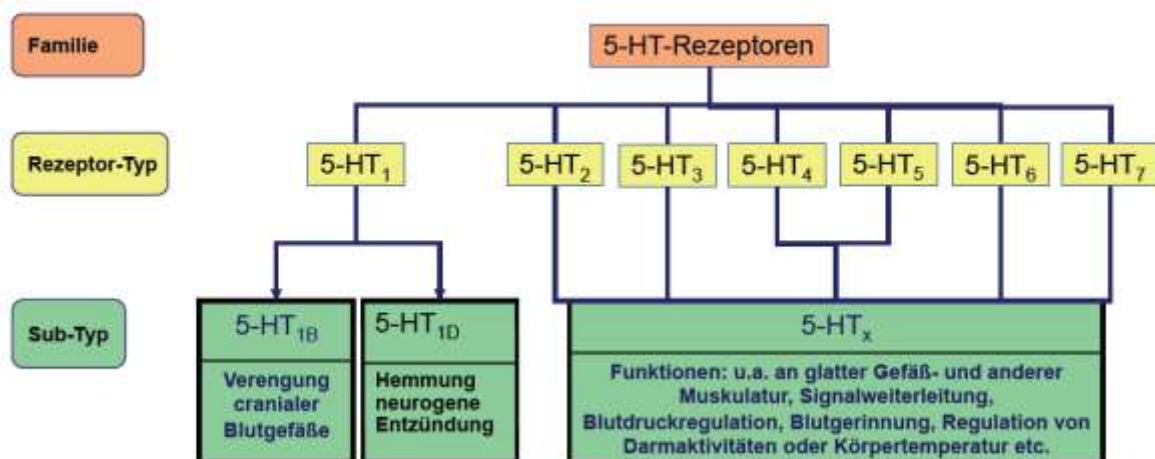 Familie
5-HT-Rezeptoren
Rezeptor-Typ
5-HT₁
5-HT₂
5-HT₃
5-HT₄
5-HT₅
5-HT₆
5-HT₇
Sub-Typ
5-HT₁B
Verengung
cranialer
Blutgefäße
5-HT₁D
Hemmung
neurogene
Entzündung
5-HTₓ
Funktionen: u.a. an glatter Gefäß- und anderer
Muskulatur, Signalweiterleitung,
Blutdruckregulation, Blutgerinnung, Regulation von
Darmaktivitäten oder Körpertemperatur etc.